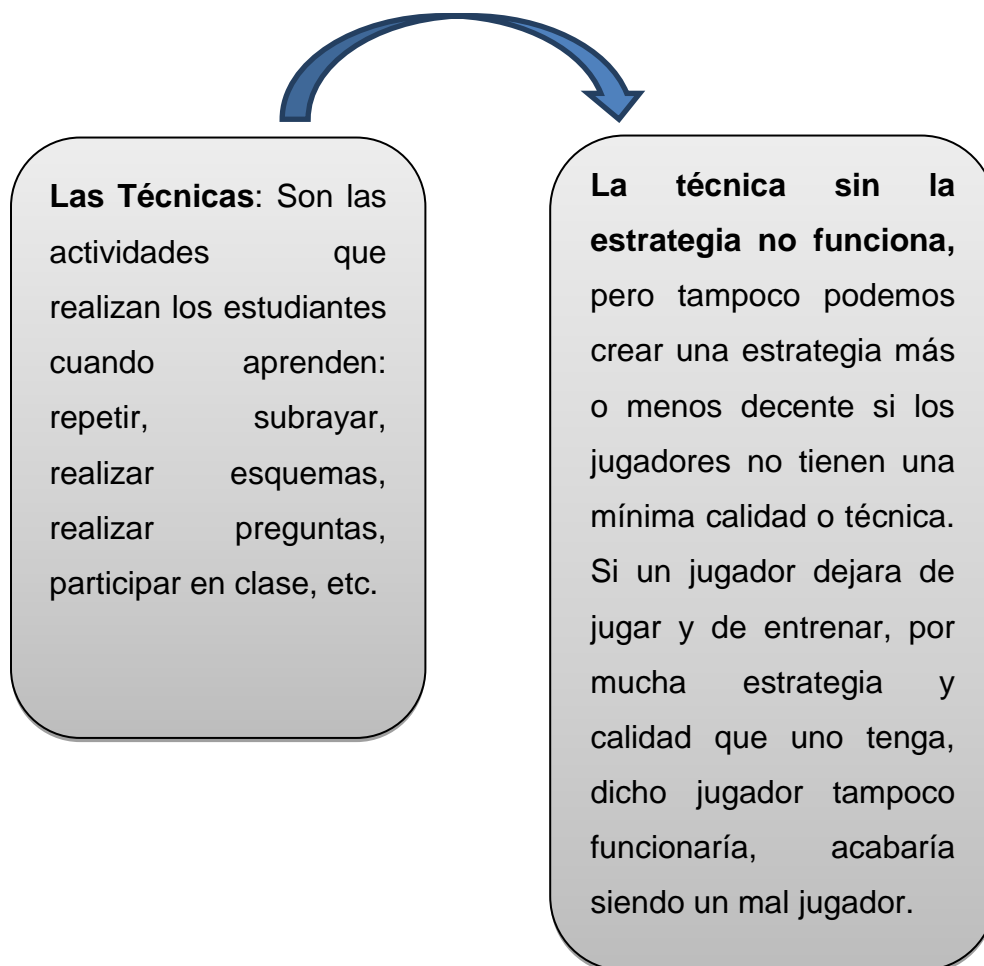 Las Técnicas: Son las
actividades que
realizan los estudiantes
cuando aprenden:
repetir, subrayar,
realizar esquemas,
realizar preguntas,
participar en clase, etc.
La técnica sin la
estrategia no funciona,
pero tampoco podemos
crear una estrategia más
o menos decente si los
jugadores no tienen una
mínima calidad o técnica.
Si un jugador dejara de
jugar y de entrenar, por
mucha estrategia y
calidad que uno tenga,
dicho jugador tampoco
funcionaría, acabaría
siendo un mal jugador.